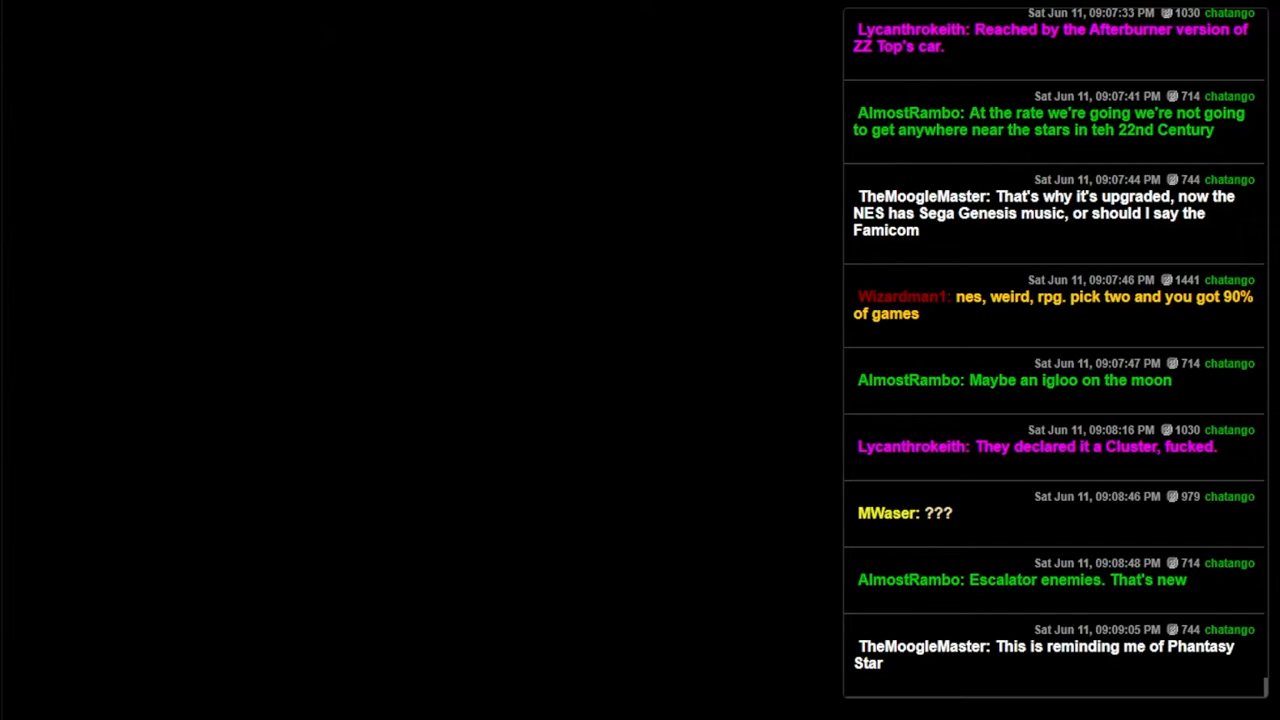 Sat Jun 11, 09:07:33 PM 1030 chatango
Lycanthrokeith: Reached by the Afterburner version of
ZZ Top's car.
Sat Jun 11, 09:07:41 PM 714 chatango
AlmostRambo: At the rate we're going we're not going
to get anywhere near the stars in teh 22nd Century
Sat Jun 11, 09:07:44 PM 744 chatango
TheMoogleMaster: That's why it's upgraded, now the
NES has Sega Genesis music, or should I say the
Famicom
Sat Jun 11, 09:07:46 PM 1441 chatango
Wizardman1: nes, weird, rpg. pick two and you got 90%
of games
Sat Jun 11, 09:07:47 PM 714 chatango
AlmostRambo: Maybe an igloo on the moon
Sat Jun 11, 09:08:16 PM 1030 chatango
Lycanthrokeith: They declared it a Cluster, fucked.
Sat Jun 11, 09:08:46 PM 979 chatango
MWaser: ???
Sat Jun 11, 09:08:48 PM 714 chatango
AlmostRambo: Escalator enemies. That's new
Sat Jun 11, 09:09:05 PM 744 chatango
TheMoogleMaster: This is reminding me of Phantasy
Star